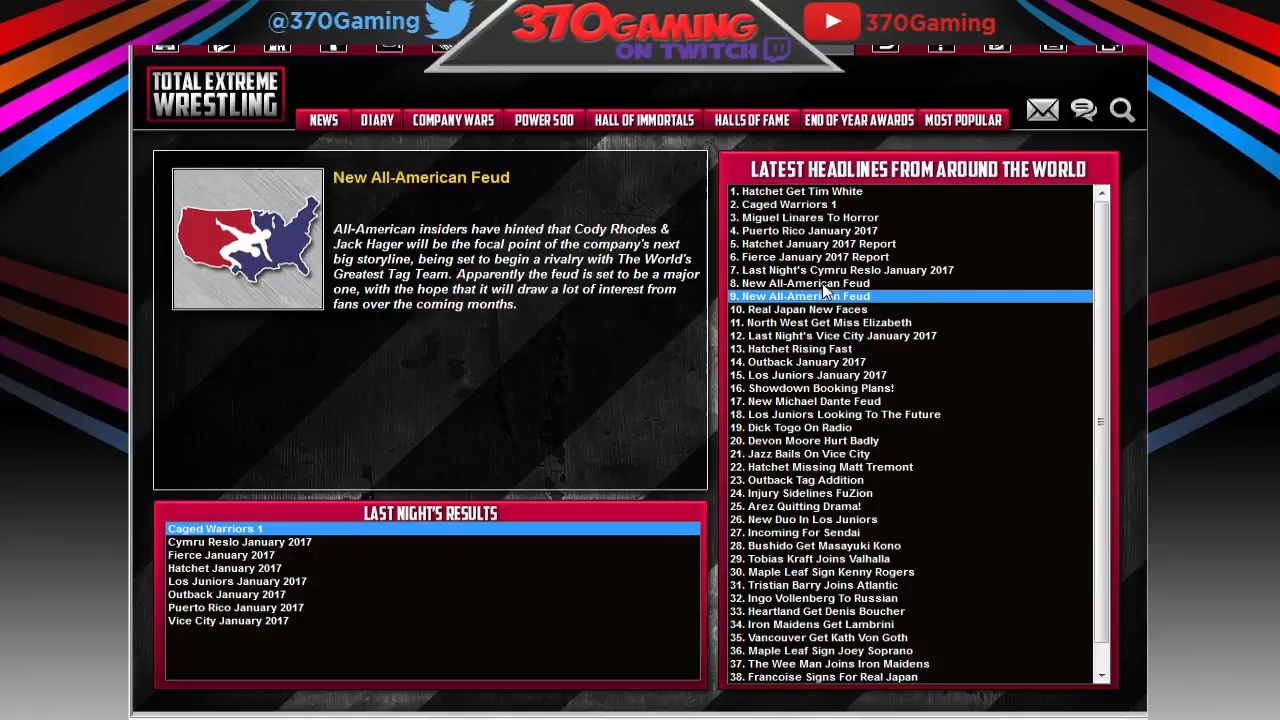 @370Gaming
370GAMING
ON TWITCH
370Gaming
TOTAL EXTREME
WRESTLING
NEWS
DIARY
COMPANY WARS
POWER 500
HALL OF IMMORTALS
HALLS OF FAME
END OF YEAR AWARDS
MOST POPULAR
New All-American Feud
All-American insiders have hinted that Cody Rhodes &
Jack Hager will be the focal point of the company's next
big storyline, being set to begin a rivalry with The World's
Greatest Tag Team. Apparently the feud is set to be a major
one, with the hope that it will draw a lot of interest from
fans over the coming months.
LAST NIGHT'S RESULTS
Caged Warriors 1
Cymru Reslo January 2017
Fierce January 2017
Hatchet January 2017
Los Juniors January 2017
Outback January 2017
Puerto Rico January 2017
Vice City January 2017
LATEST HEADLINES FROM AROUND THE WORLD
1. Hatchet Get Tim White
2. Caged Warriors 1
3. Miguel Linares To Horror
4. Puerto Rico January 2017
5. Hatchet January 2017 Report
6. Fierce January 2017 Report
7. Last Night's Cymru Reslo January 2017
8. New All-American Feud
9. New All-American Feud
10. Real Japan New Faces
11. North West Get Miss Elizabeth
12. Last Night's Vice City January 2017
13. Hatchet Rising Fast
14. Outback January 2017
15. Los Juniors January 2017
16. Showdown Booking Plans!
17. New Michael Dante Feud
18. Los Juniors Looking To The Future
19. Dick Togo On Radio
20. Devon Moore Hurt Badly
21. Jazz Bails On Vice City
22. Hatchet Missing Matt Tremont
23. Outback Tag Addition
24. Injury Sidelines FuZion
25. Arez Quitting Drama!
26. New Duo In Los Juniors
27. Incoming For Sendai
28. Bushido Get Masayuki Kono
29. Tobias Kraft Joins Valhalla
30. Maple Leaf Sign Kenny Rogers
31. Tristian Barry Joins Atlantic
32. Ingo Vollenberg To Russian
33. Heartland Get Denis Boucher
34. Iron Maidens Get Lambrini
35. Vancouver Get Kath Von Goth
36. Maple Leaf Sign Joey Soprano
37. The Wee Man Joins Iron Maidens
38. Francoise Signs For Real Japan